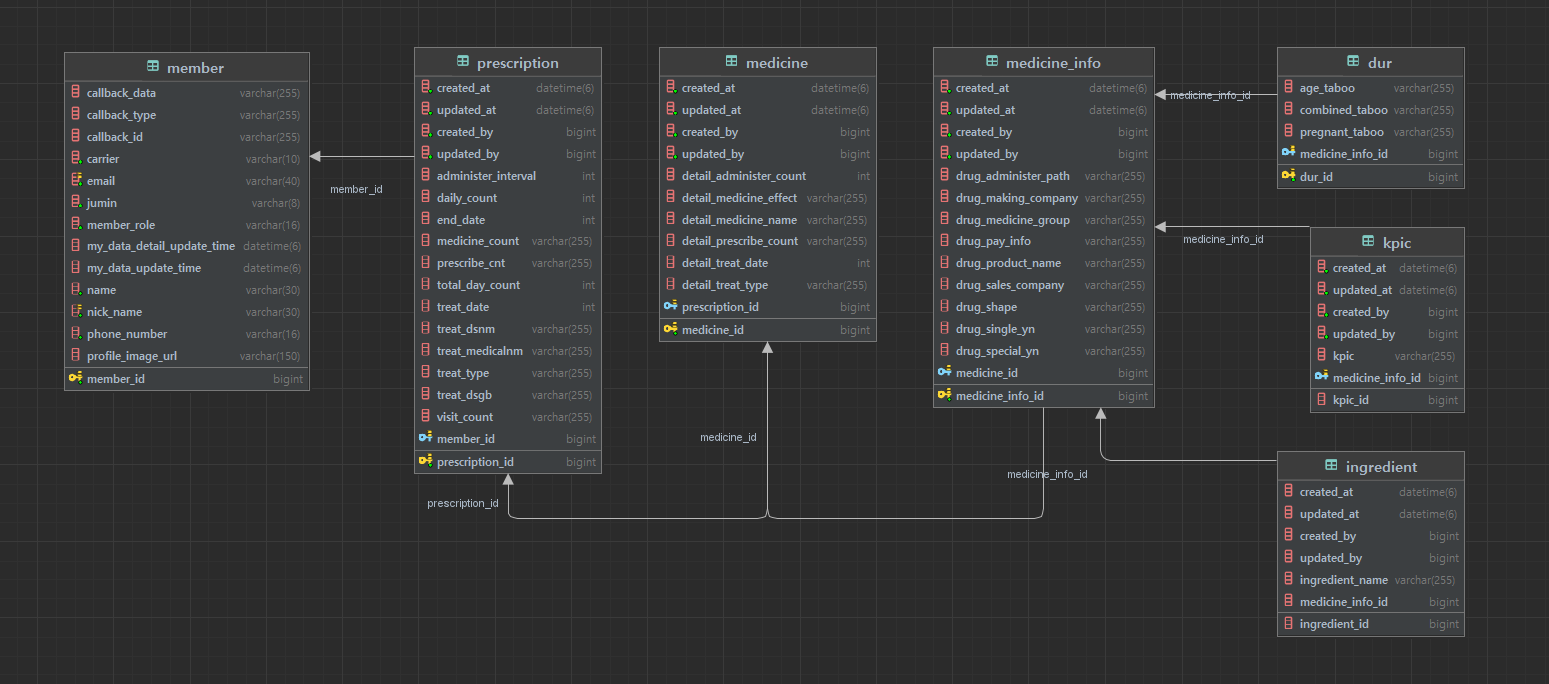 member
callback_data varchar(255)
callback_type varchar(255)
callback_id varchar(255)
carrier varchar(10)
email varchar(40)
jumin varchar(8)
member_role varchar(16)
my_data_detail_update_time datetime(6)
my_data_update_time datetime(6)
name varchar(30)
nick_name varchar(30)
phone_number varchar(16)
profile_image_url varchar(150)
member_id bigint
member_id
prescription
created_at datetime(6)
updated_at datetime(6)
created_by bigint
updated_by bigint
administer_interval int
daily_count int
end_date int
medicine_count varchar(255)
prescribe_cnt varchar(255)
total_day_count int
treat_date int
treat_dsnm varchar(255)
treat_medicalnm varchar(255)
treat_type varchar(255)
treat_dsgb varchar(255)
visit_count varchar(255)
member_id bigint
prescription_id bigint
prescription_id
medicine
created_at datetime(6)
updated_at datetime(6)
created_by bigint
updated_by bigint
detail_administer_count int
detail_medicine_effect varchar(255)
detail_medicine_name varchar(255)
detail_prescribe_count varchar(255)
detail_treat_date int
detail_treat_type varchar(255)
prescription_id bigint
medicine_id bigint
medicine_id
medicine_info
created_at datetime(6)
updated_at datetime(6)
created_by bigint
updated_by bigint
drug_administer_path varchar(255)
drug_making_company varchar(255)
drug_medicine_group varchar(255)
drug_pay_info varchar(255)
drug_product_name varchar(255)
drug_sales_company varchar(255)
drug_shape varchar(255)
drug_single_yn varchar(255)
drug_special_yn varchar(255)
medicine_id bigint
medicine_info_id bigint
medicine_info_id
medicine_info_id
medicine_info_id
dur
age_taboo varchar(255)
combined_taboo varchar(255)
pregnant_taboo varchar(255)
medicine_info_id bigint
dur_id bigint
kpic
created_at datetime(6)
updated_at datetime(6)
created_by bigint
updated_by bigint
kpic varchar(255)
medicine_info_id bigint
kpic_id bigint
ingredient
created_at datetime(6)
updated_at datetime(6)
created_by bigint
updated_by bigint
ingredient_name varchar(255)
medicine_info_id bigint
ingredient_id bigint